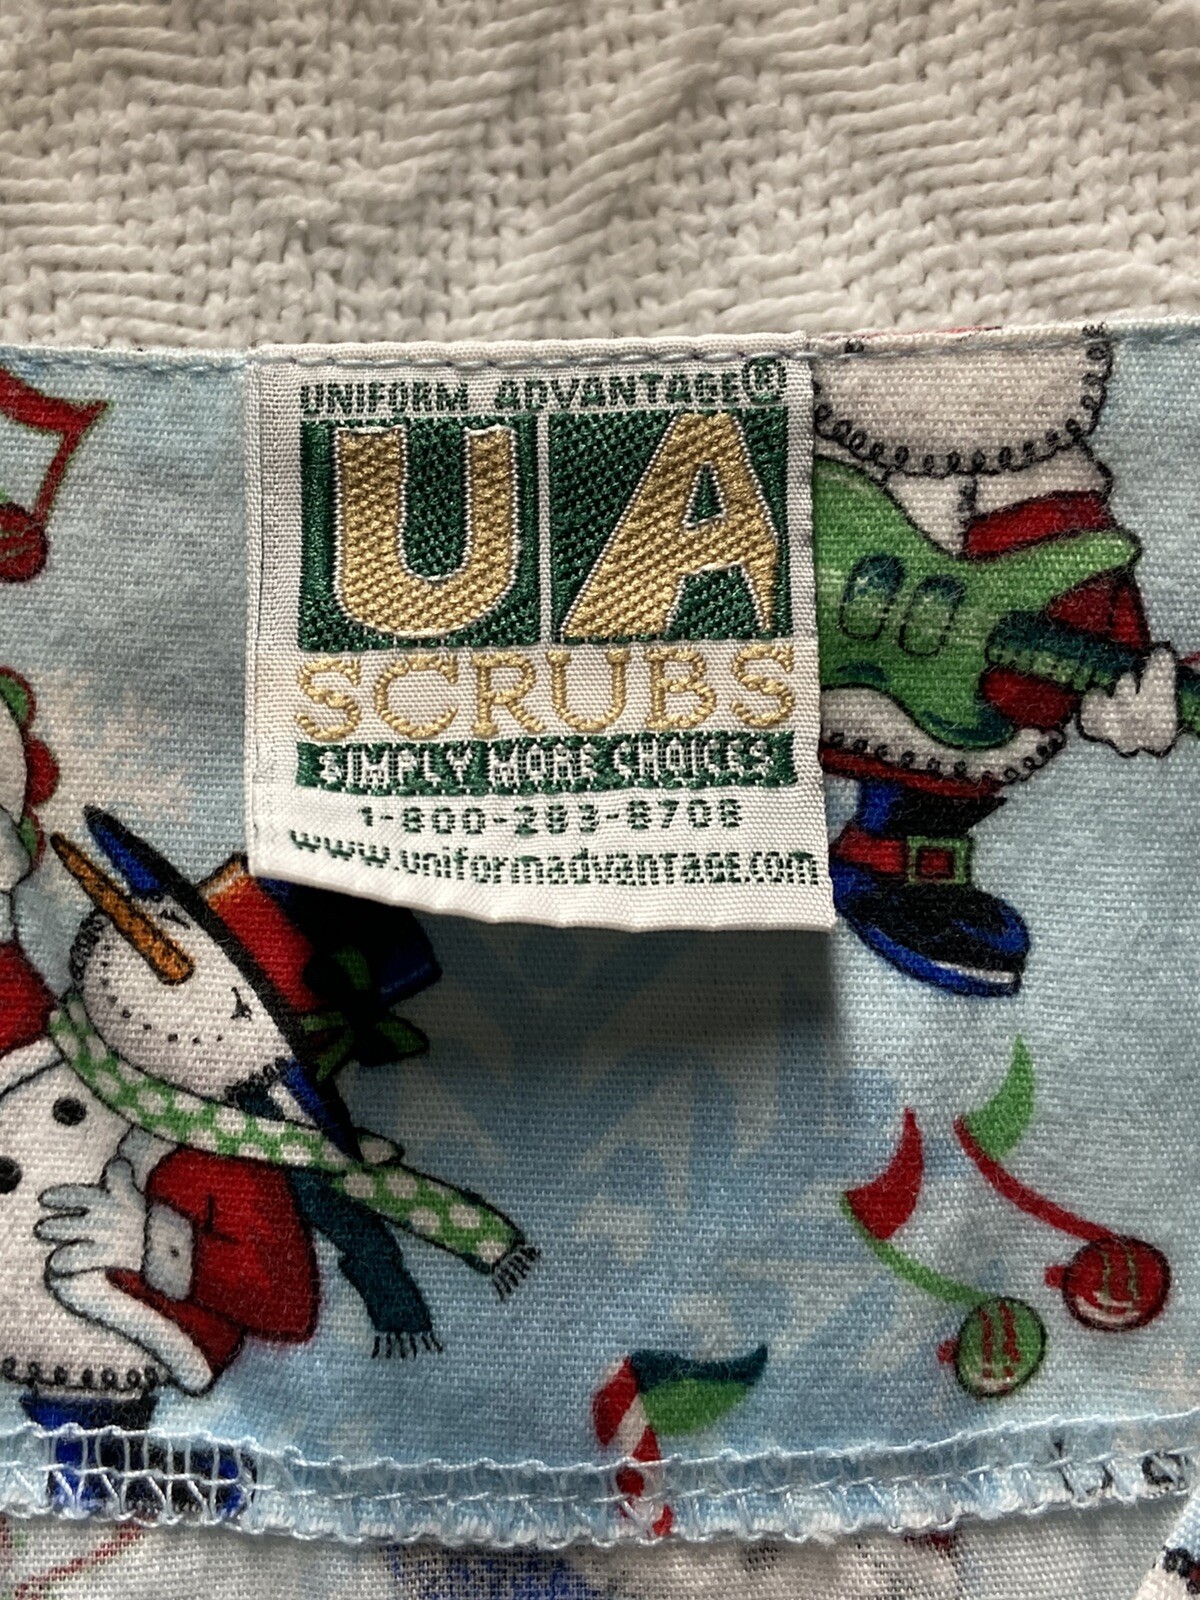 UNIFORM ADVANTAGE®
UA
SCRUBS
SIMPLY MORE CHOICES
1-800-283-8708
www.uniformadvantage.com